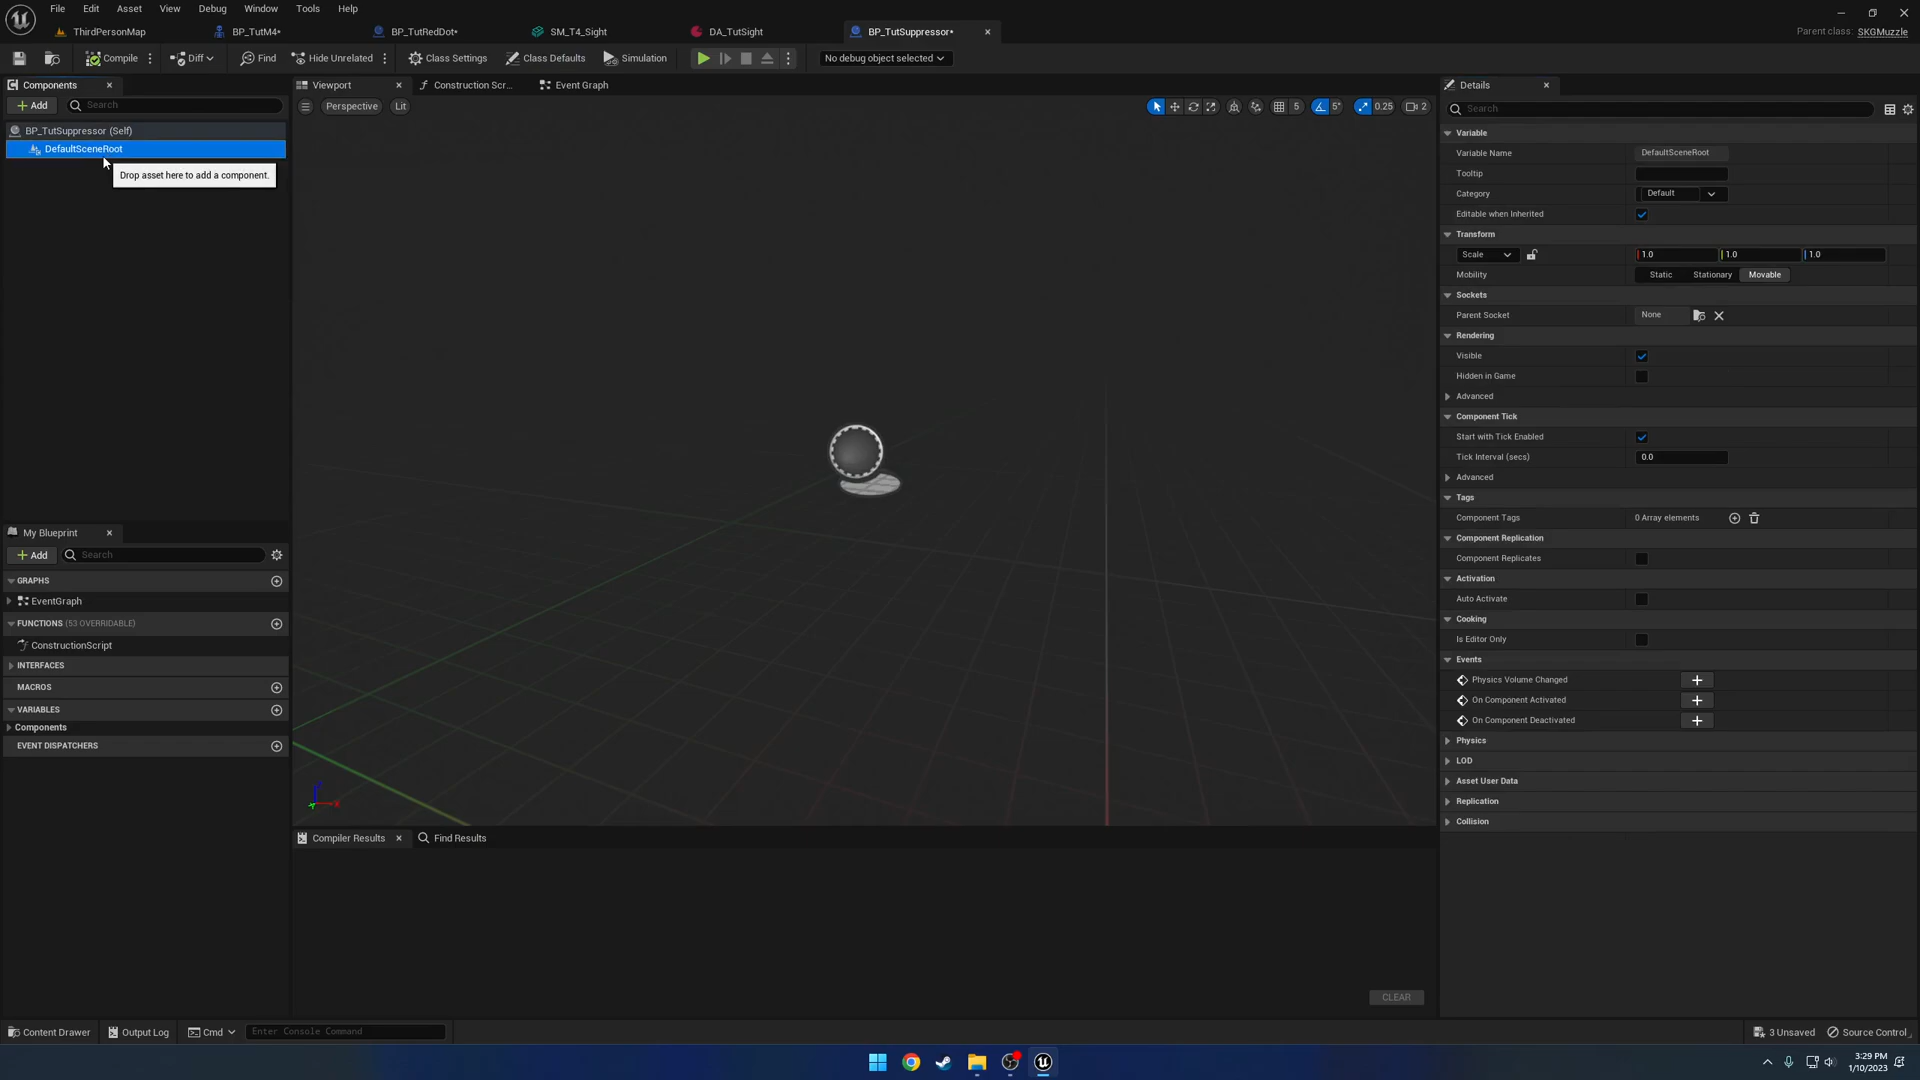 File Edit Asset View Debug Window Tools Help
ThirdPersonMap BP_TutM4* BP_TutRedDot* SM_T4_Sight DA_TutSight BP_TutSuppressor* Parent class: SKGMuzzle
Compile Diff Find Hide Unrelated Class Settings Class Defaults Simulation No debug object selected
Components
Add Search
BP_TutSuppressor (Self)
DefaultSceneRoot
Drop asset here to add a component.
My Blueprint
Add Search
GRAPHS
EventGraph
FUNCTIONS (53 OVERRIDABLE)
ConstructionScript
INTERFACES
MACROS
VARIABLES
Components
EVENT DISPATCHERS
Viewport Construction Scr... Event Graph
Perspective Lit 5 5° 0.25 2
X
Compiler Results Find Results
CLEAR
Details
Search
Variable
Variable Name DefaultSceneRoot
Tooltip
Category Default
Editable when Inherited
Transform
Scale 1.0 1.0 1.0
Mobility Static Stationary Movable
Sockets
Parent Socket None
Rendering
Visible
Hidden in Game
Advanced
Component Tick
Start with Tick Enabled
Tick Interval (secs) 0.0
Advanced
Tags
Component Tags 0 Array elements
Component Replication
Component Replicates
Activation
Auto Activate
Cooking
Is Editor Only
Events
Physics Volume Changed
On Component Activated
On Component Deactivated
Physics
LOD
Asset User Data
Replication
Collision
Content Drawer Output Log Cmd Enter Console Command 3 Unsaved Source Control
3:29 PM
1/10/2023